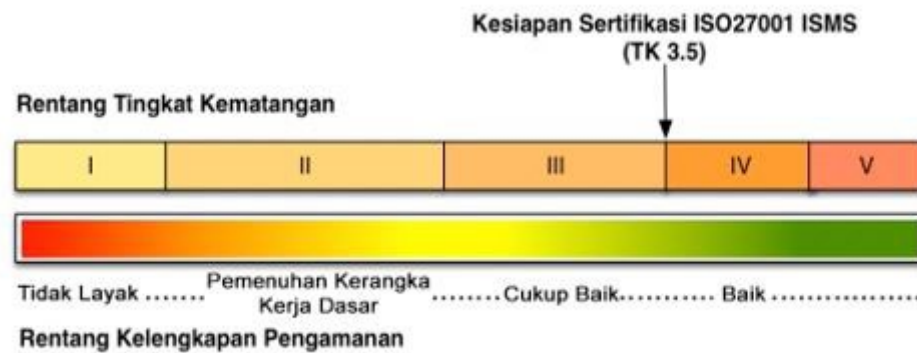 Kesiapan Sertifikasi ISO27001 ISMS
(TK 3.5)
Rentang Tingkat Kematangan
I II III IV V
Tidak Layak ....... Pemenuhan Kerangka Kerja Dasar ........ Cukup Baik........... Baik .................
Rentang Kelengkapan Pengamanan